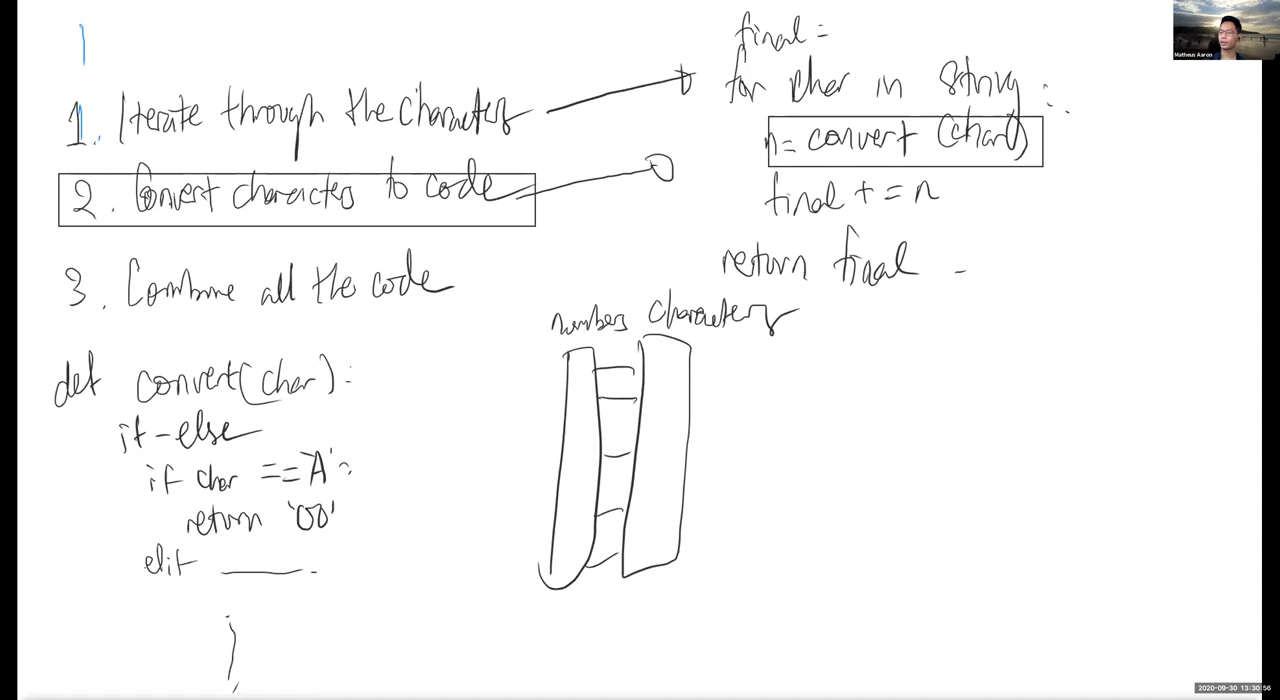 1. Iterate through the characters
2. Convert characters to code
3. Combine all the code
def convert(char):
if-else
if char == 'A':
return '00'
elif ____.
final =
for char in string:
n = convert (char)
final += n
return final
numbers characters
Matheus Aaron
2020-09-30 13:30:56